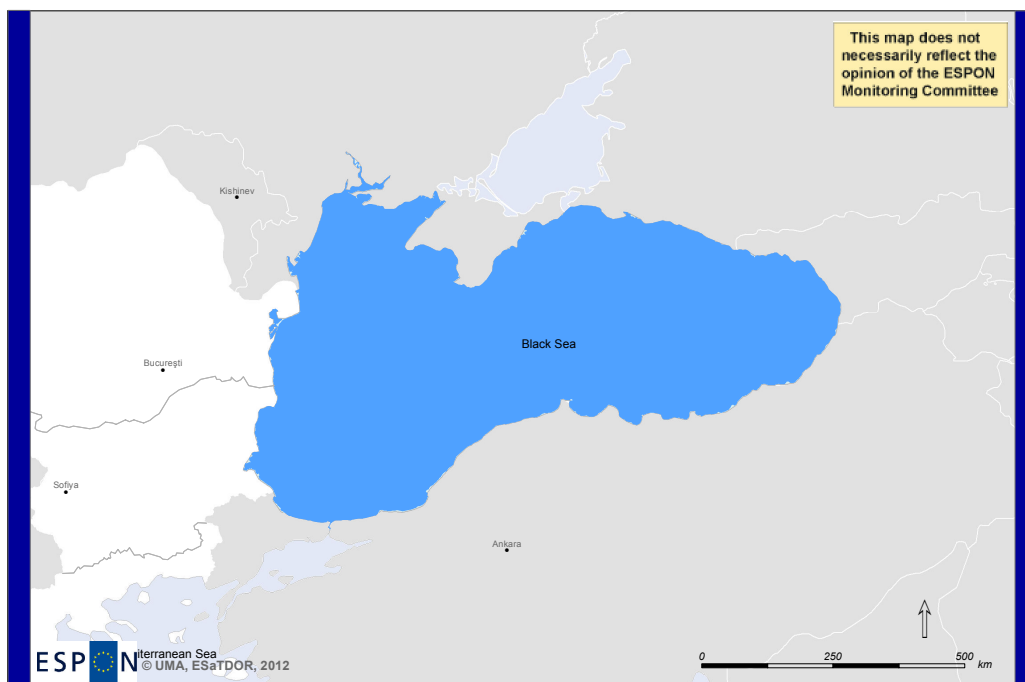 This map does not
necessarily reflect the
opinion of the ESPON
Monitoring Committee
Kishinev
Black Sea
București
Sofiya
Ankara
iterranean Sea
ESPON
© UMA, ESaTDOR, 2012
0 250 500
km